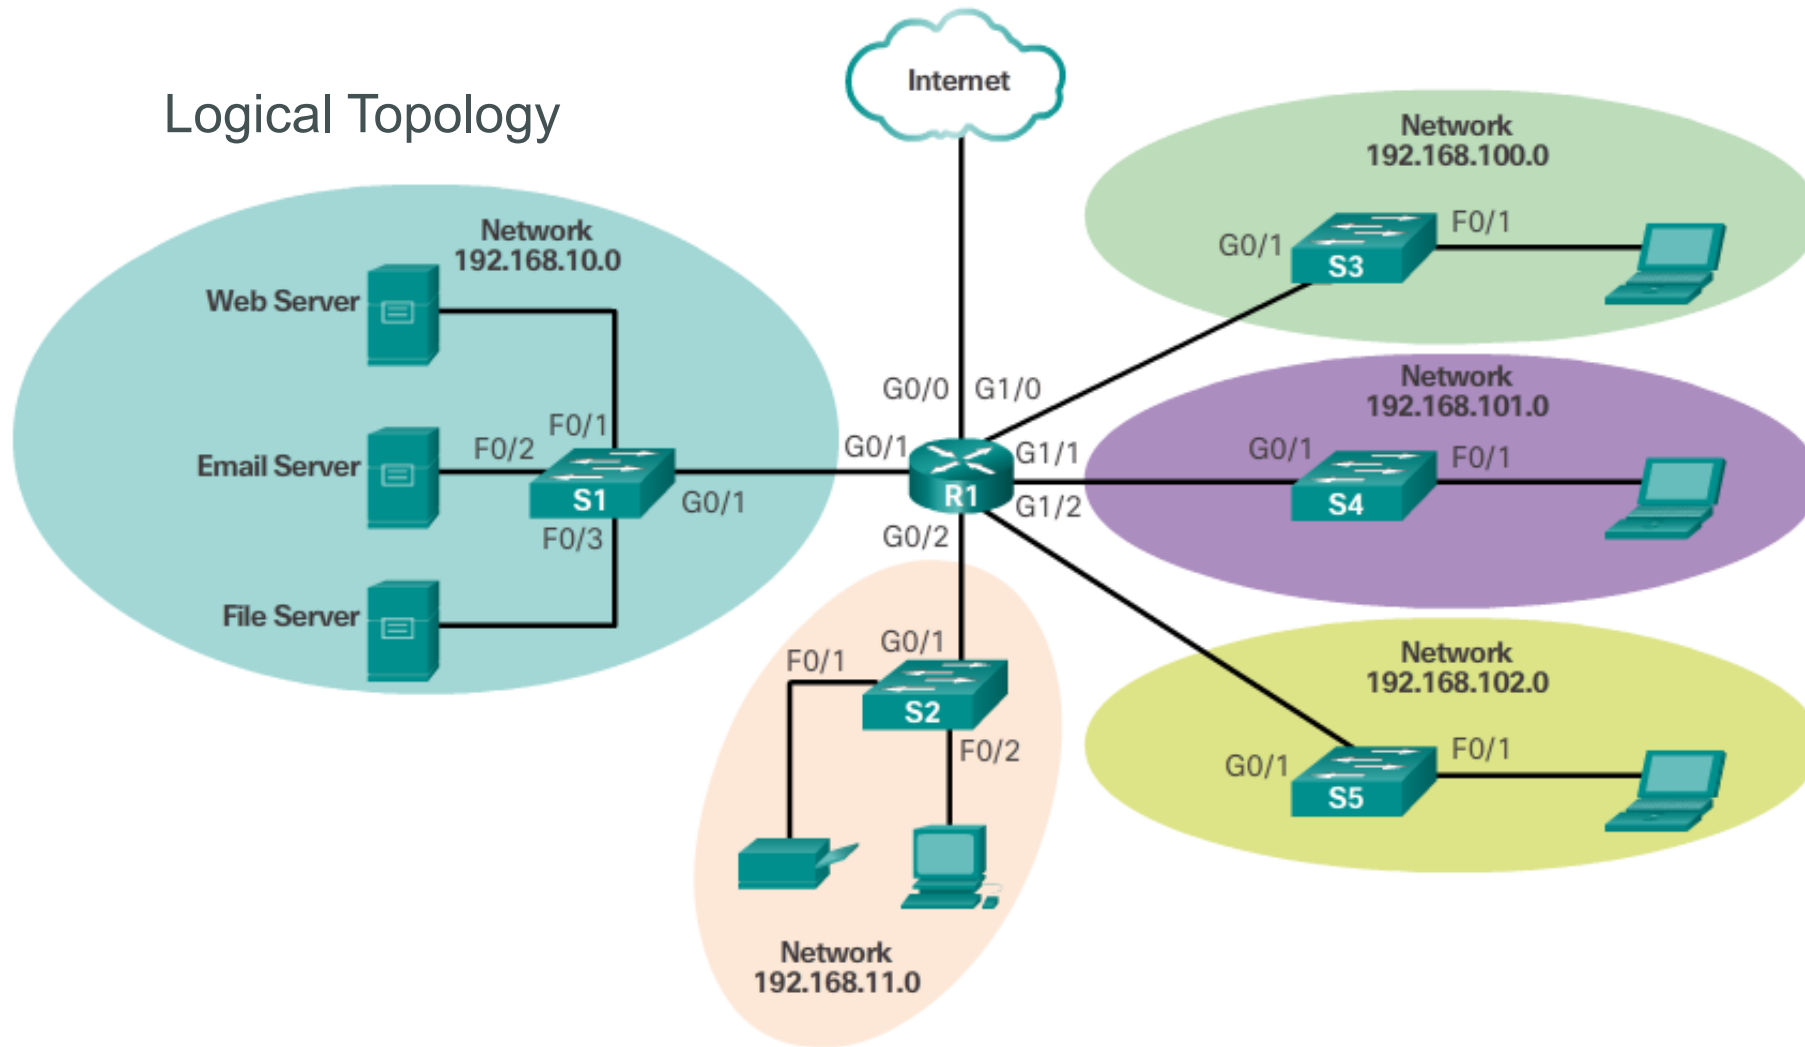 Logical Topology
Internet
Network
192.168.10.0
Web Server
Email Server
File Server
F0/1
F0/2
F0/3
S1
G0/1
G0/0
G1/0
G0/1
G1/1
R1
G1/2
G0/2
Network
192.168.100.0
G0/1
F0/1
S3
Network
192.168.101.0
G0/1
F0/1
S4
Network
192.168.102.0
G0/1
F0/1
S5
G0/1
F0/1
S2
F0/2
Network
192.168.11.0